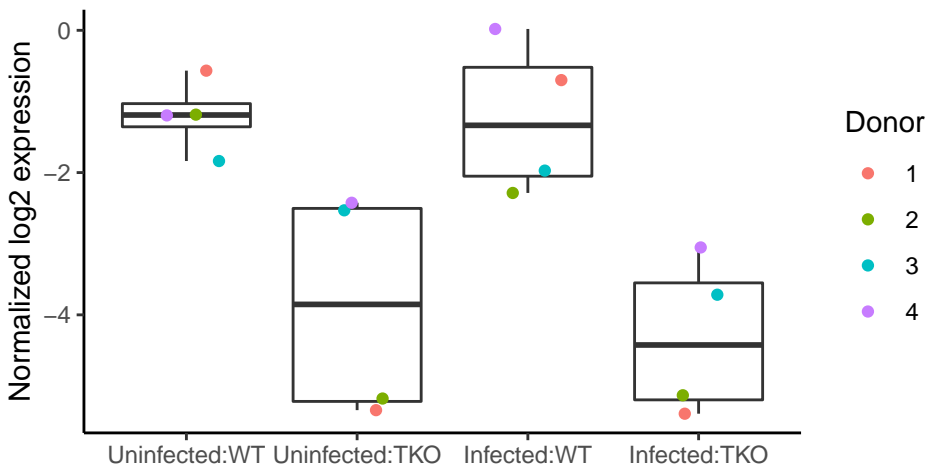 Normalized log2 expression
0
−2
−4
Uninfected:WT
Uninfected:TKO
Infected:WT
Infected:TKO
Donor
1
2
3
4